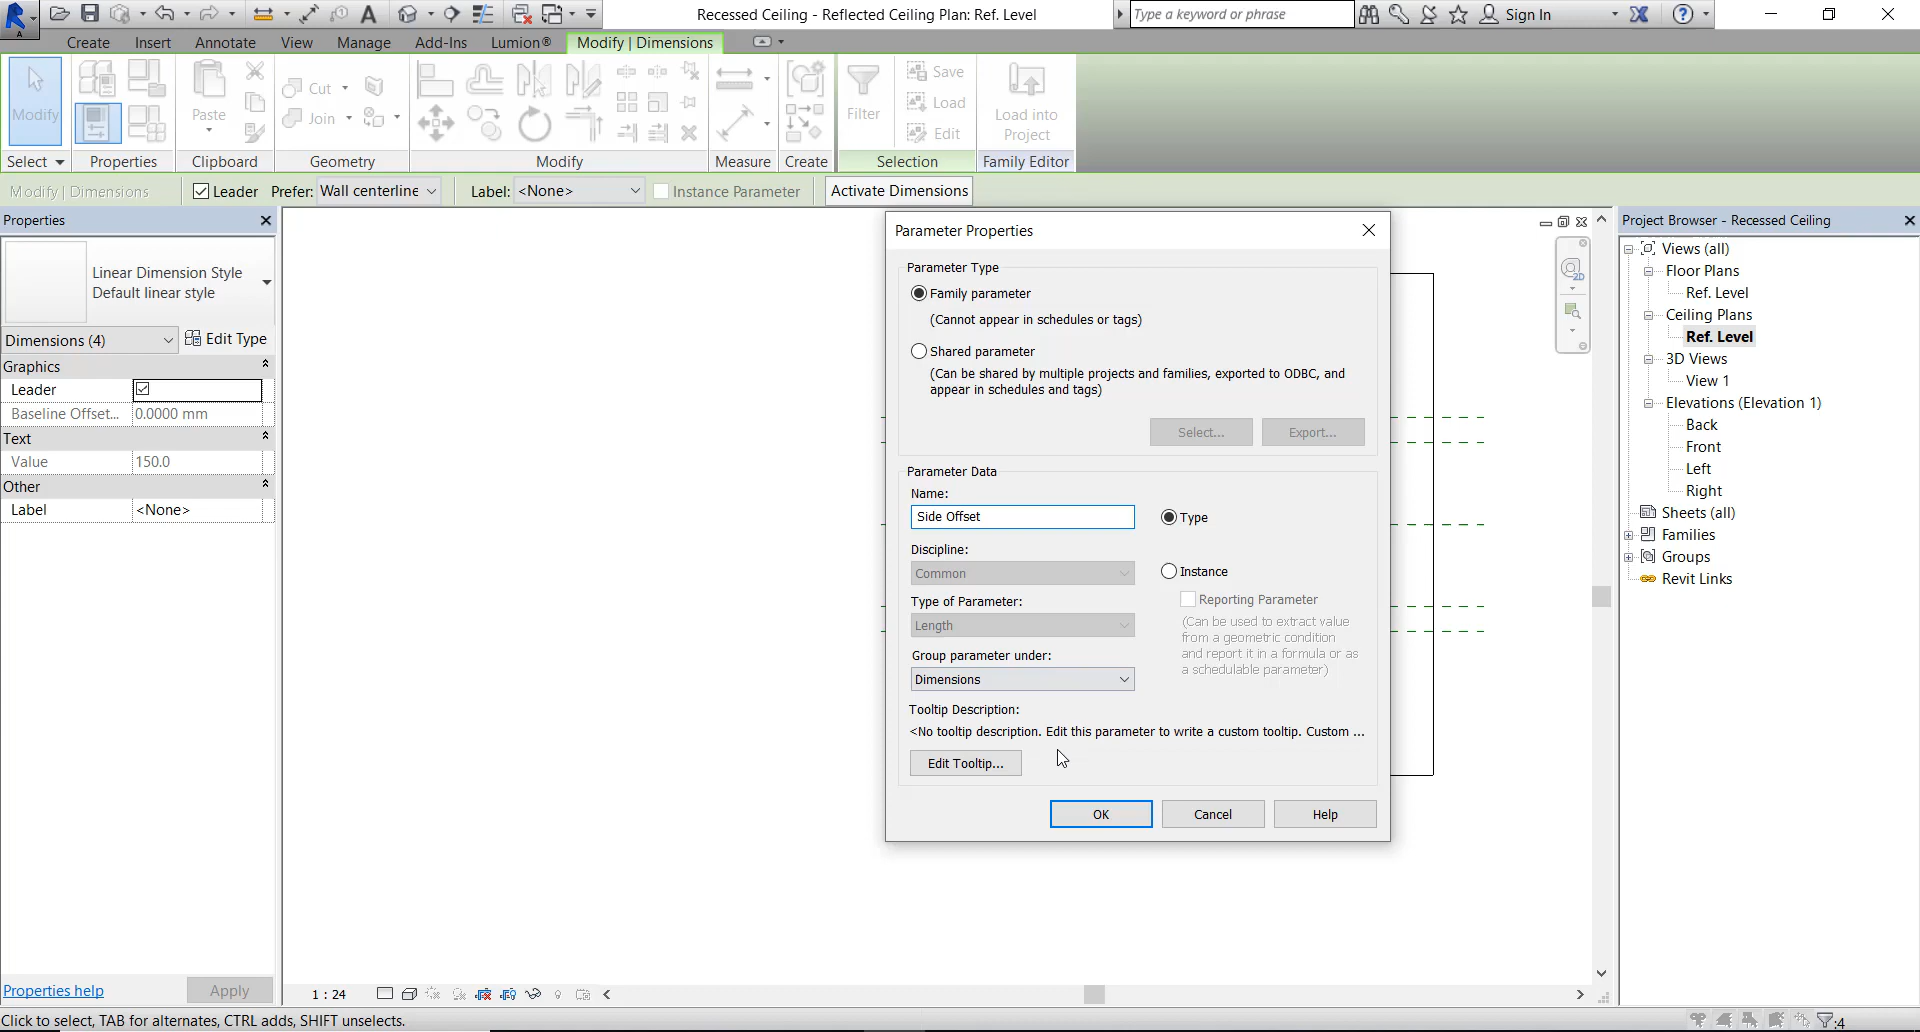 Recessed Ceiling - Reflected Ceiling Plan: Ref. Level
Type a keyword or phrase
Sign In
Create Insert Annotate View Manage Add-Ins Lumion® Modify | Dimensions
Modify
Paste
Cut
Join
Filter
Save
Load
Edit
Load into
Project
Select Properties Clipboard Geometry Modify Measure Create Selection Family Editor
Modify | Dimensions Leader Prefer: Wall centerline Label: <None> Instance Parameter Activate Dimensions
Properties
Linear Dimension Style
Default linear style
Dimensions (4) Edit Type
Graphics
Leader
Baseline Offset... 0.0000 mm
Text
Value 150.0
Other
Label <None>
Properties help Apply
Parameter Properties
Parameter Type
Family parameter
(Cannot appear in schedules or tags)
Shared parameter
(Can be shared by multiple projects and families, exported to ODBC, and
appear in schedules and tags)
Select... Export...
Parameter Data
Name:
Side Offset
Type
Discipline:
Common
Instance
Type of Parameter:
Length
Reporting Parameter
(Can be used to extract value
from a geometric condition
and report it in a formula or as
a schedulable parameter)
Group parameter under:
Dimensions
Tooltip Description:
<No tooltip description. Edit this parameter to write a custom tooltip. Custom ...
Edit Tooltip...
OK Cancel Help
2D
Project Browser - Recessed Ceiling
Views (all)
Floor Plans
Ref. Level
Ceiling Plans
Ref. Level
3D Views
View 1
Elevations (Elevation 1)
Back
Front
Left
Right
Sheets (all)
Families
Groups
Revit Links
1 : 24
Click to select, TAB for alternates, CTRL adds, SHIFT unselects.
:4